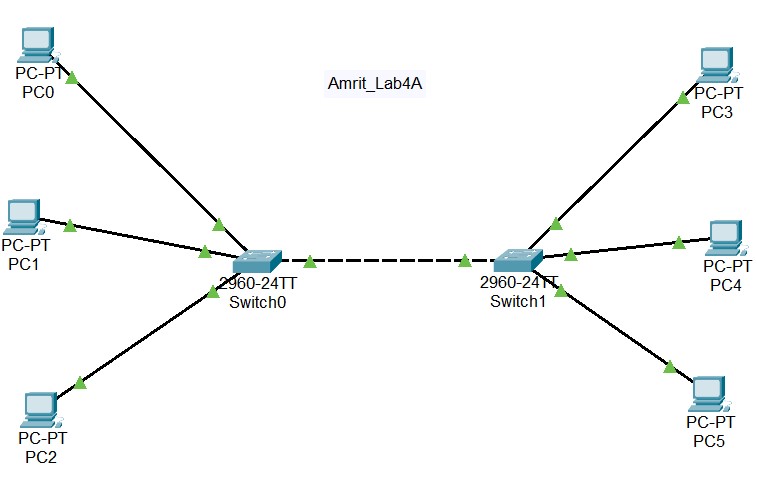 PC-PT
PC0
Amrit_Lab4A
PC-PT
PC3
PC-PT
PC1
2960-24TT
Switch0
2960-24TT
Switch1
PC-PT
PC4
PC-PT
PC2
PC-PT
PC5